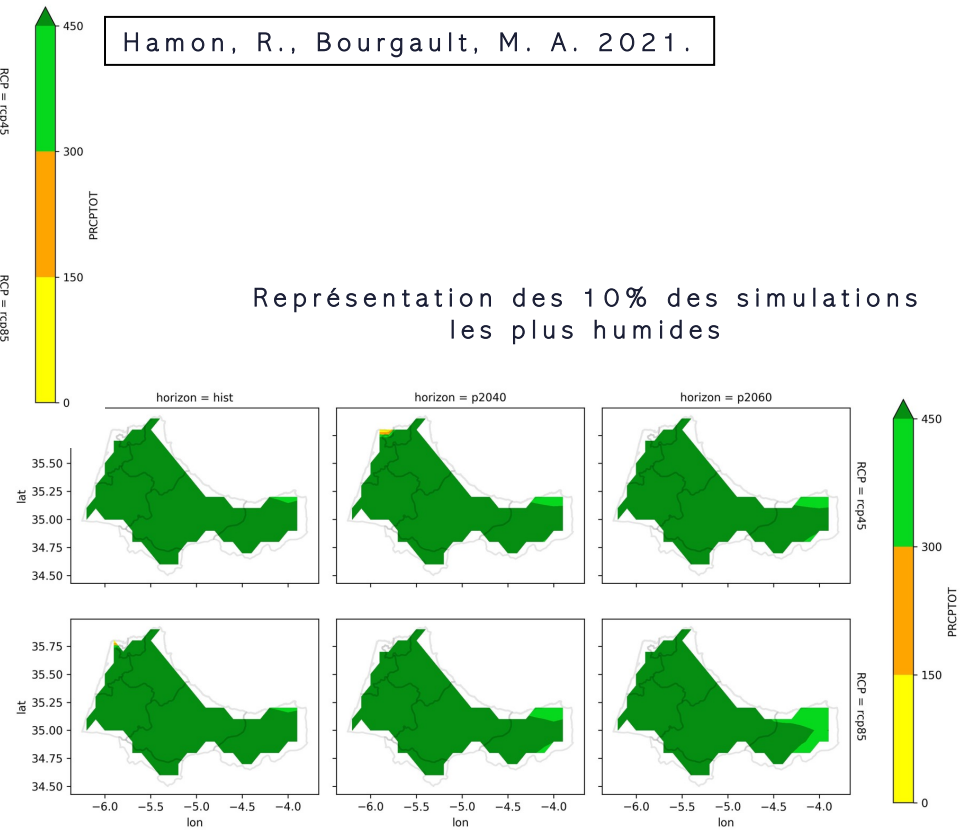 450
Hamon, R., Bourgault, M. A. 2021.
RCP = rcp45
300
PRCPTOT
150
RCP = rcp85
0
Représentation des 10% des simulations
les plus humides
horizon = hist
horizon = p2040
horizon = p2060
35.50
35.25
35.00
34.75
34.50
lat
RCP = rcp45
35.75
35.50
35.25
35.00
34.75
34.50
lat
RCP = rcp85
−6.0 −5.5 −5.0 −4.5 −4.0
lon
−6.0 −5.5 −5.0 −4.5 −4.0
lon
−6.0 −5.5 −5.0 −4.5 −4.0
lon
450
300
150
0
PRCPTOT